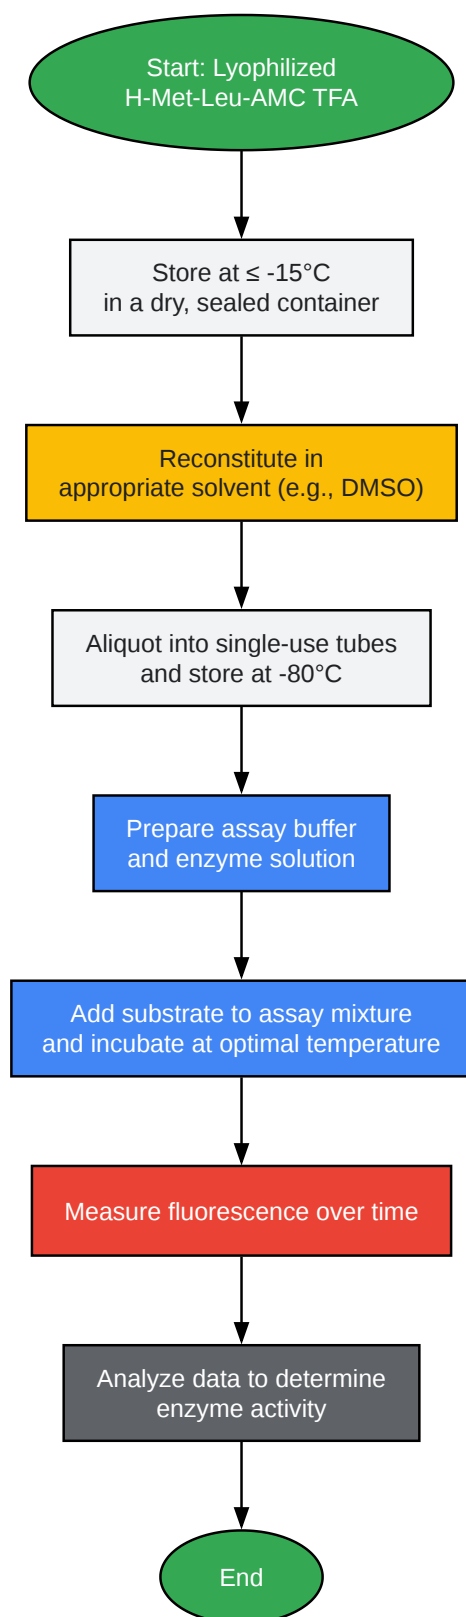 Start: Lyophilized
H-Met-Leu-AMC TFA
Store at ≤ -15°C
in a dry, sealed container
Reconstitute in
appropriate solvent (e.g., DMSO)
Aliquot into single-use tubes
and store at -80°C
Prepare assay buffer
and enzyme solution
Add substrate to assay mixture
and incubate at optimal temperature
Measure fluorescence over time
Analyze data to determine
enzyme activity
End